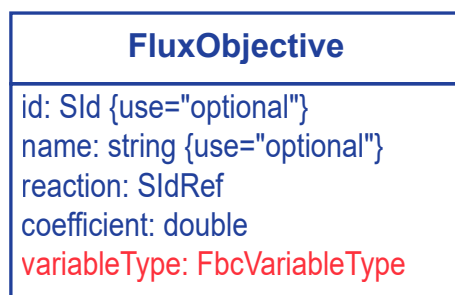 FluxObjective
id: SId {use="optional"}
name: string {use="optional"}
reaction: SIdRef
coefficient: double
variableType: FbcVariableType